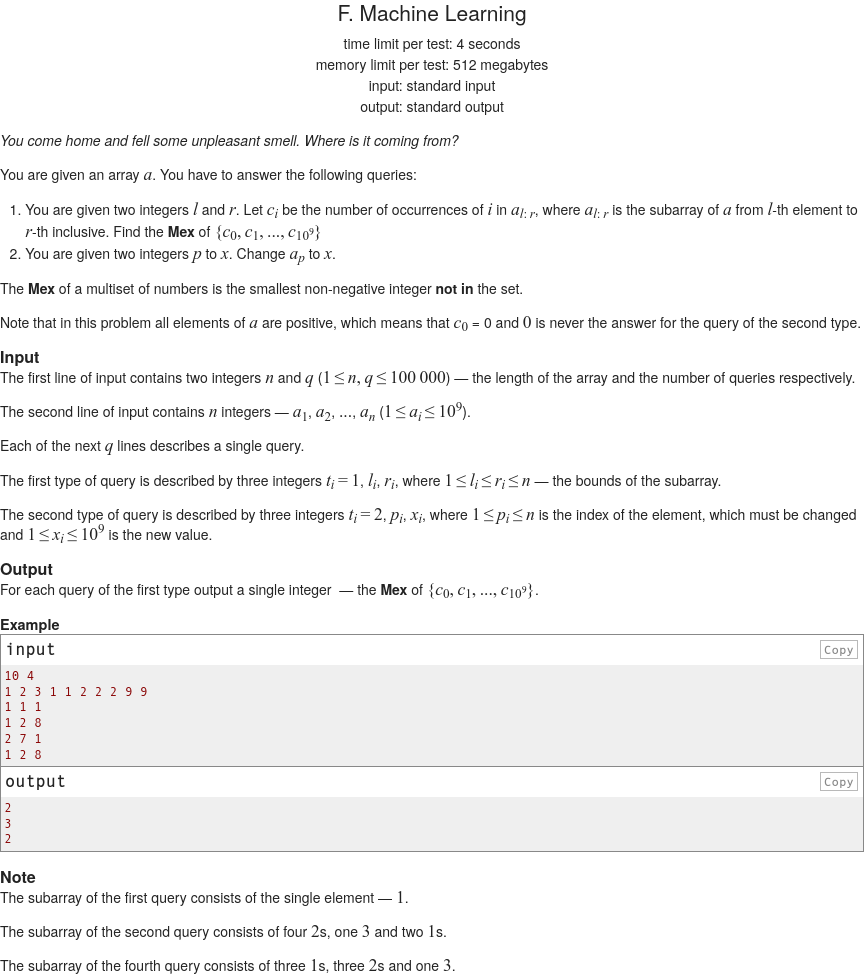 F. Machine Learning
time limit per test: 4 seconds
memory limit per test: 512 megabytes
input: standard input
output: standard output
You come home and fell some unpleasant smell. Where is it coming from?
You are given an array a. You have to answer the following queries:
1. You are given two integers l and r. Let c_i be the number of occurrences of i in a_{l: r}, where a_{l: r} is the subarray of a from l-th element to
r-th inclusive. Find the Mex of {c_0, c_1, ..., c_{10^9}}
2. You are given two integers p to x. Change a_p to x.
The Mex of a multiset of numbers is the smallest non-negative integer not in the set.
Note that in this problem all elements of a are positive, which means that c_0 = 0 and 0 is never the answer for the query of the second type.
Input
The first line of input contains two integers n and q (1 ≤ n, q ≤ 100 000) — the length of the array and the number of queries respectively.
The second line of input contains n integers — a_1, a_2, ..., a_n (1 ≤ a_i ≤ 10^9).
Each of the next q lines describes a single query.
The first type of query is described by three integers t_i = 1, l_i, r_i, where 1 ≤ l_i ≤ r_i ≤ n — the bounds of the subarray.
The second type of query is described by three integers t_i = 2, p_i, x_i, where 1 ≤ p_i ≤ n is the index of the element, which must be changed
and 1 ≤ x_i ≤ 10^9 is the new value.
Output
For each query of the first type output a single integer — the Mex of {c_0, c_1, ..., c_{10^9}}.
Example
input Copy
10 4
1 2 3 1 1 2 2 2 9 9
1 1 1
1 2 8
2 7 1
1 2 8
output Copy
2
3
2
Note
The subarray of the first query consists of the single element — 1.
The subarray of the second query consists of four 2s, one 3 and two 1s.
The subarray of the fourth query consists of three 1s, three 2s and one 3.